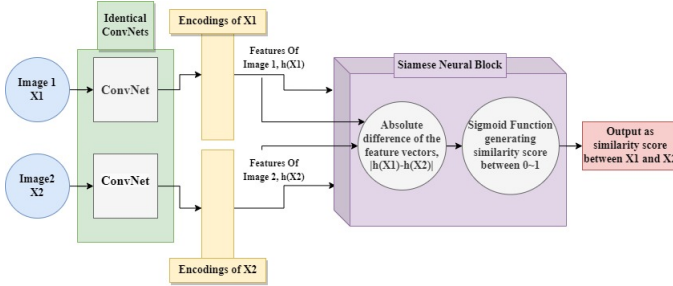 Identical
ConvNets
Encodings of X1
Image 1
X1
ConvNet
Features Of
Image 1, h(X1)
Siamese Neural Block
Absolute
difference of the
feature vectors,
|h(X1)-h(X2)|
Sigmoid Function
generating
similarity score
between 0~1
Output as
similarity score
between X1 and X2
Image2
X2
ConvNet
Features Of
Image 2, h(X2)
Encodings of X2